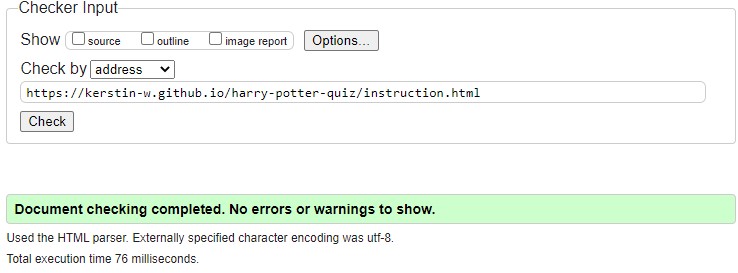 Checker Input
Show source outline image report Options...
Check by address
https://kerstin-w.github.io/harry-potter-quiz/instruction.html
Check
Document checking completed. No errors or warnings to show.
Used the HTML parser. Externally specified character encoding was utf-8.
Total execution time 76 milliseconds.